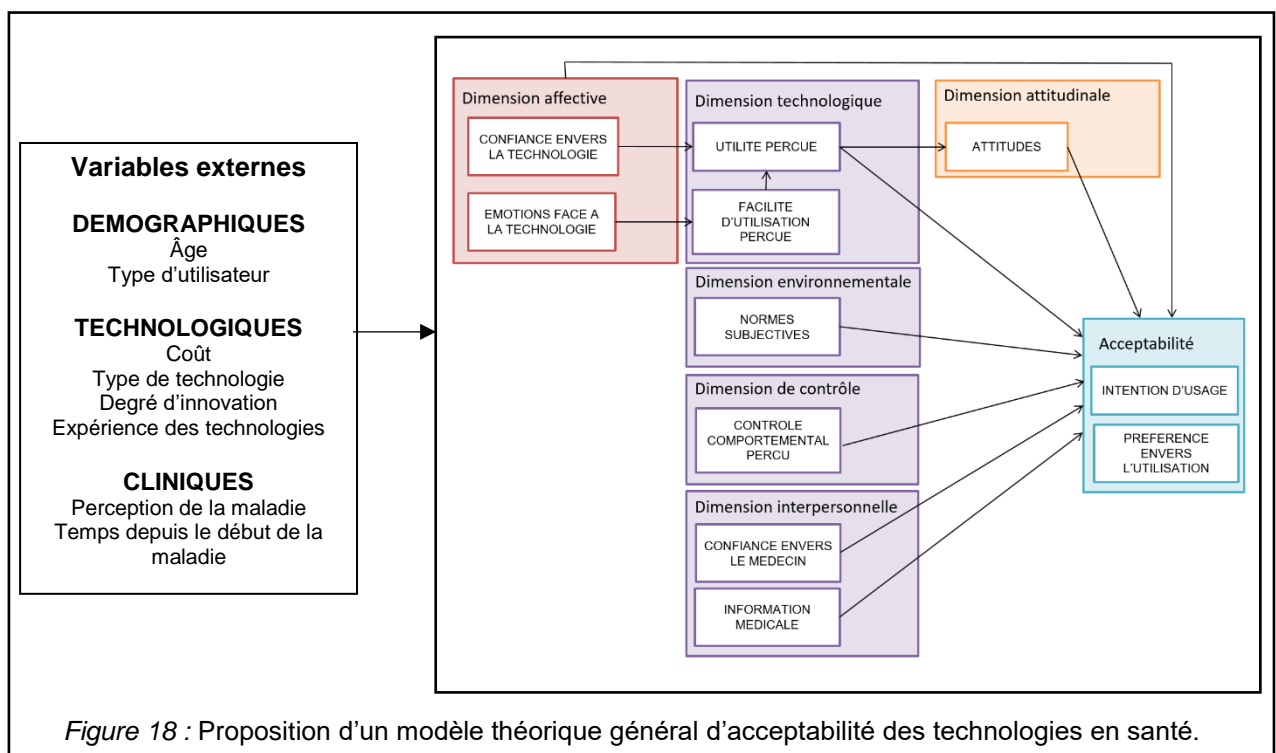 Variables externes
DEMOGRAPHIQUES
Âge
Type d’utilisateur
TECHNOLOGIQUES
Coût
Type de technologie
Degré d’innovation
Expérience des technologies
CLINIQUES
Perception de la maladie
Temps depuis le début de la
maladie
Dimension affective
CONFIANCE ENVERS
LA TECHNOLOGIE
EMOTIONS FACE A
LA TECHNOLOGIE
Dimension technologique
UTILITE PERCUE
FACILITE
D’UTILISATION
PERCUE
Dimension attitudinale
ATTITUDES
Dimension environnementale
NORMES
SUBJECTIVES
Dimension de contrôle
CONTROLE
COMPORTEMENTAL
PERCU
Dimension interpersonnelle
CONFIANCE ENVERS
LE MEDECIN
INFORMATION
MEDICALE
Acceptabilité
INTENTION D’USAGE
PREFERENCE
ENVERS
L’UTILISATION
Figure 18 : Proposition d’un modèle théorique général d’acceptabilité des technologies en santé.